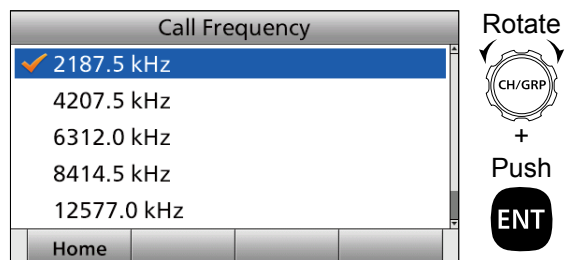 Call Frequency
2187.5 kHz
4207.5 kHz
6312.0 kHz
8414.5 kHz
12577.0 kHz
Home
Rotate
CH/GRP
+
Push
ENT